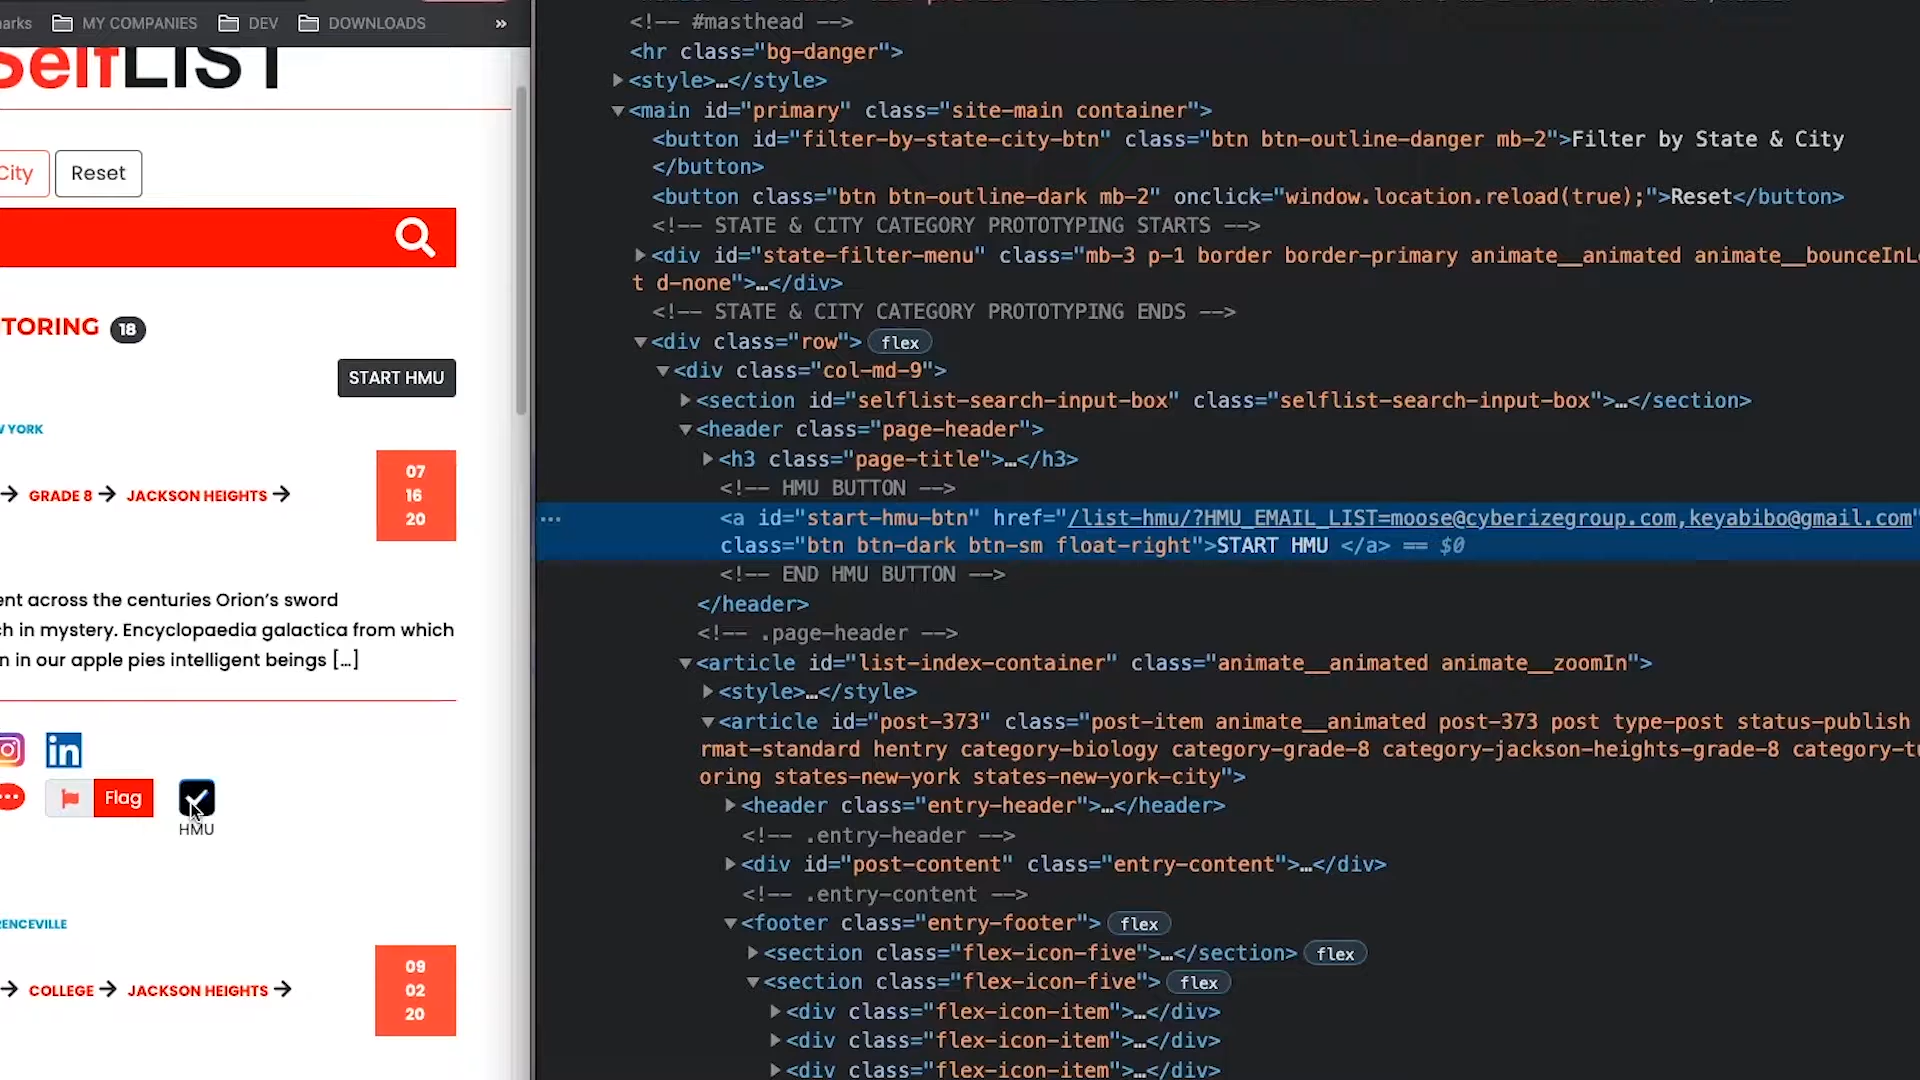 arks MY COMPANIES DEV DOWNLOADS »
SelfLIST
City Reset
TORING 18
START HMU
W YORK
→ GRADE 8 → JACKSON HEIGHTS →
07
16
20
ent across the centuries Orion's sword
ch in mystery. Encyclopaedia galactica from which
n in our apple pies intelligent beings [...]
in
Flag
HMU
RENCEVILLE
→ COLLEGE → JACKSON HEIGHTS →
09
02
20
<!-- #masthead -->
<hr class="bg-danger">
<style>…</style>
<main id="primary" class="site-main container">
<button id="filter-by-state-city-btn" class="btn btn-outline-danger mb-2">Filter by State & City
</button>
<button class="btn btn-outline-dark mb-2" onclick="window.location.reload(true);">Reset</button>
<!-- STATE & CITY CATEGORY PROTOTYPING STARTS -->
<div id="state-filter-menu" class="mb-3 p-1 border border-primary animate__animated animate__bounceInLe
t d-none">…</div>
<!-- STATE & CITY CATEGORY PROTOTYPING ENDS -->
<div class="row"> flex
<div class="col-md-9">
<section id="selflist-search-input-box" class="selflist-search-input-box">…</section>
<header class="page-header">
<h3 class="page-title">…</h3>
<!-- HMU BUTTON -->
<a id="start-hmu-btn" href="/list-hmu/?HMU_EMAIL_LIST=moose@cyberizegroup.com,keyabibo@gmail.com"
class="btn btn-dark btn-sm float-right">START HMU </a> == $0
<!-- END HMU BUTTON -->
</header>
<!-- .page-header -->
<article id="list-index-container" class="animate__animated animate__zoomIn">
<style>…</style>
<article id="post-373" class="post-item animate__animated post-373 post type-post status-publish
rmat-standard hentry category-biology category-grade-8 category-jackson-heights-grade-8 category-tu
oring states-new-york states-new-york-city">
<header class="entry-header">…</header>
<!-- .entry-header -->
<div id="post-content" class="entry-content">…</div>
<!-- .entry-content -->
<footer class="entry-footer"> flex
<section class="flex-icon-five">…</section> flex
<section class="flex-icon-five"> flex
<div class="flex-icon-item">…</div>
<div class="flex-icon-item">…</div>
<div class="flex-icon-item">…</div>